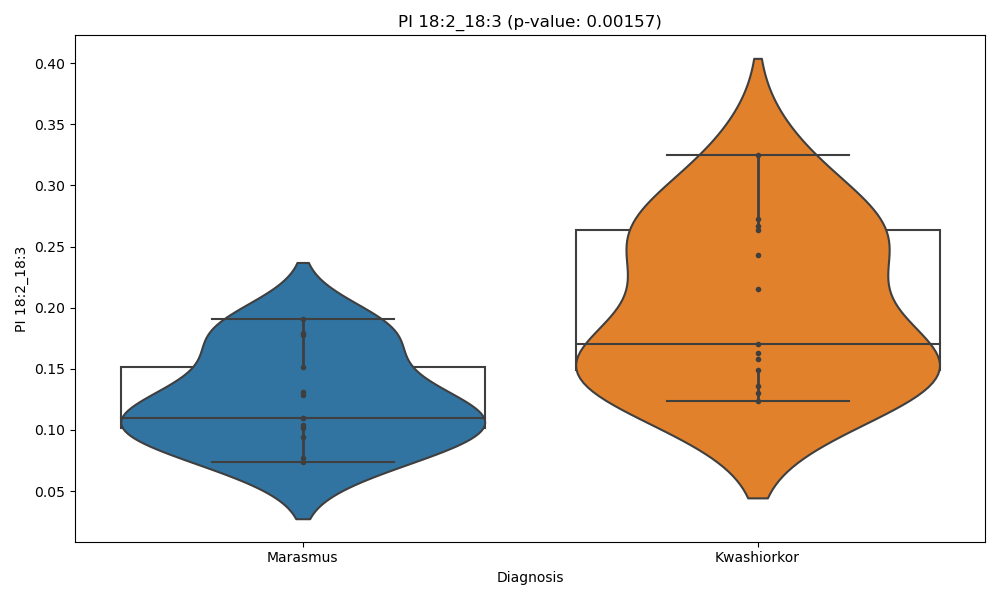 PI 18:2_18:3 (p-value: 0.00157)
PI 18:2_18:3
0.40
0.35
0.30
0.25
0.20
0.15
0.10
0.05
Marasmus
Kwashiorkor
Diagnosis